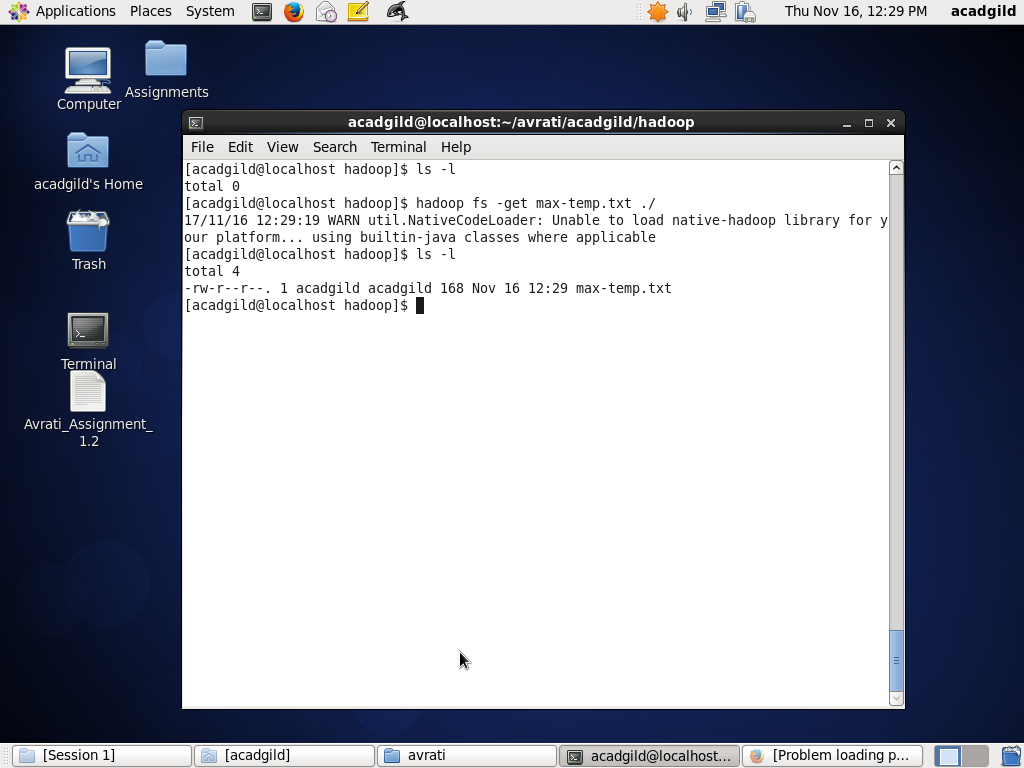 Applications Places System Thu Nov 16, 12:29 PM acadgild
Computer
Assignments
acadgild's Home
Trash
Terminal
Avrati_Assignment_
1.2
acadgild@localhost:~/avrati/acadgild/hadoop
File Edit View Search Terminal Help
[acadgild@localhost hadoop]$ ls -l
total 0
[acadgild@localhost hadoop]$ hadoop fs -get max-temp.txt ./
17/11/16 12:29:19 WARN util.NativeCodeLoader: Unable to load native-hadoop library for y
our platform... using builtin-java classes where applicable
[acadgild@localhost hadoop]$ ls -l
total 4
-rw-r--r--. 1 acadgild acadgild 168 Nov 16 12:29 max-temp.txt
[acadgild@localhost hadoop]$
[Session 1] [acadgild] avrati acadgild@localhost... [Problem loading p...